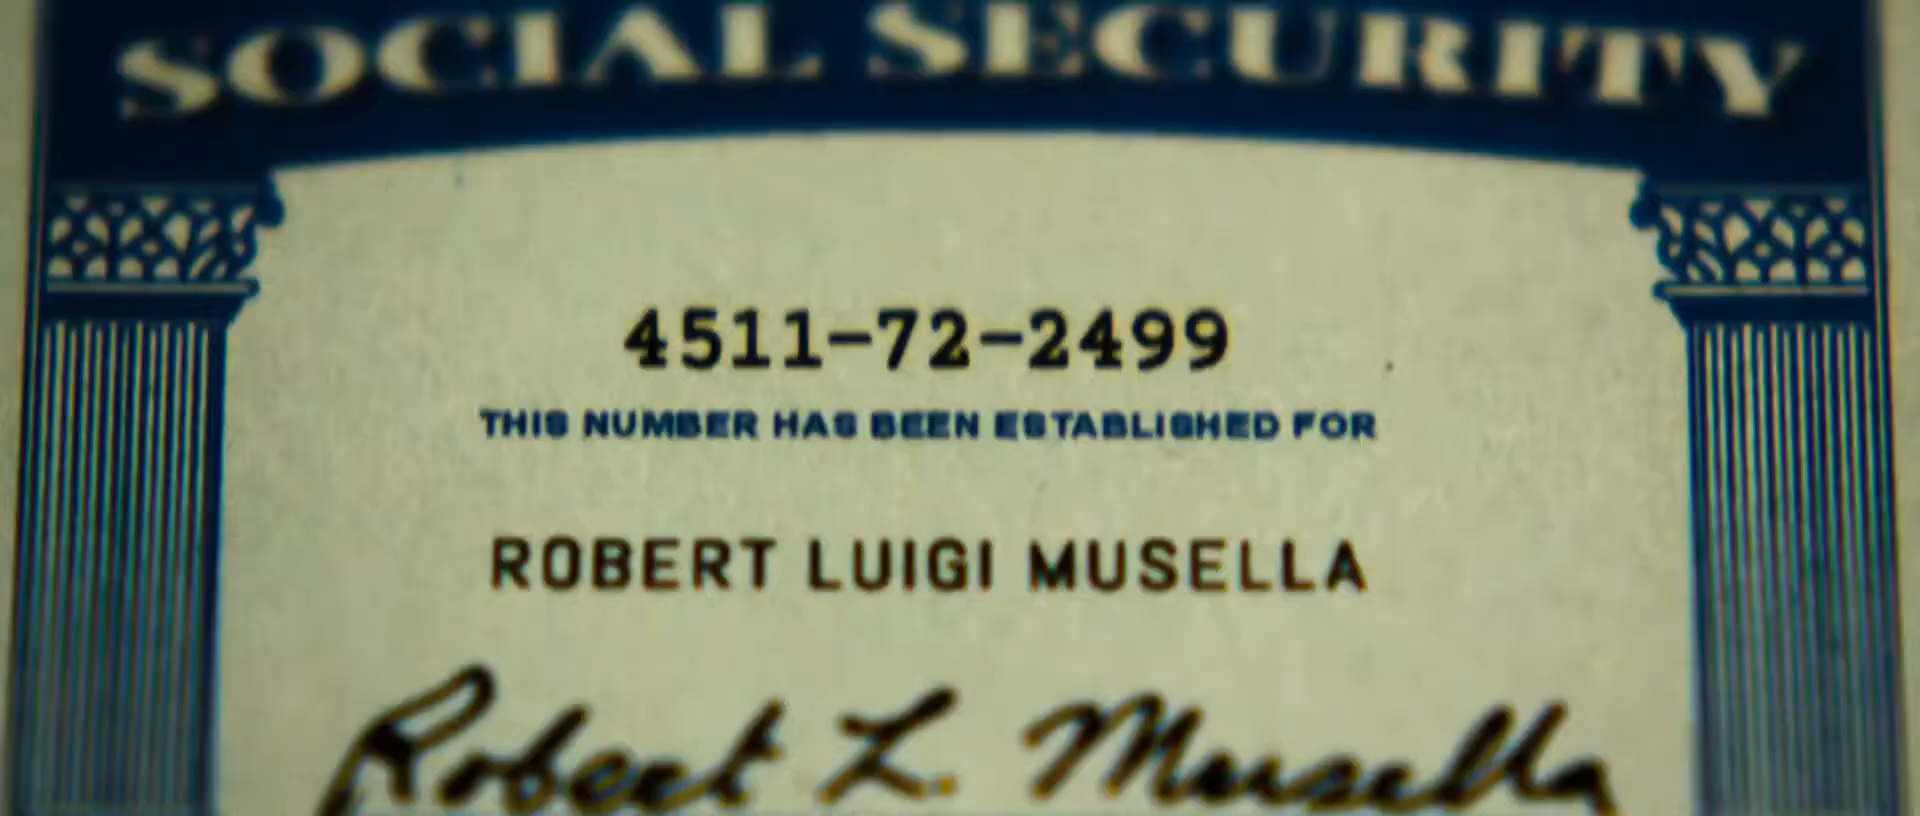 SOCIAL SECURITY
4511-72-2499
THIS NUMBER HAS BEEN ESTABLISHED FOR
ROBERT LUIGI MUSELLA
Robert L. Musella